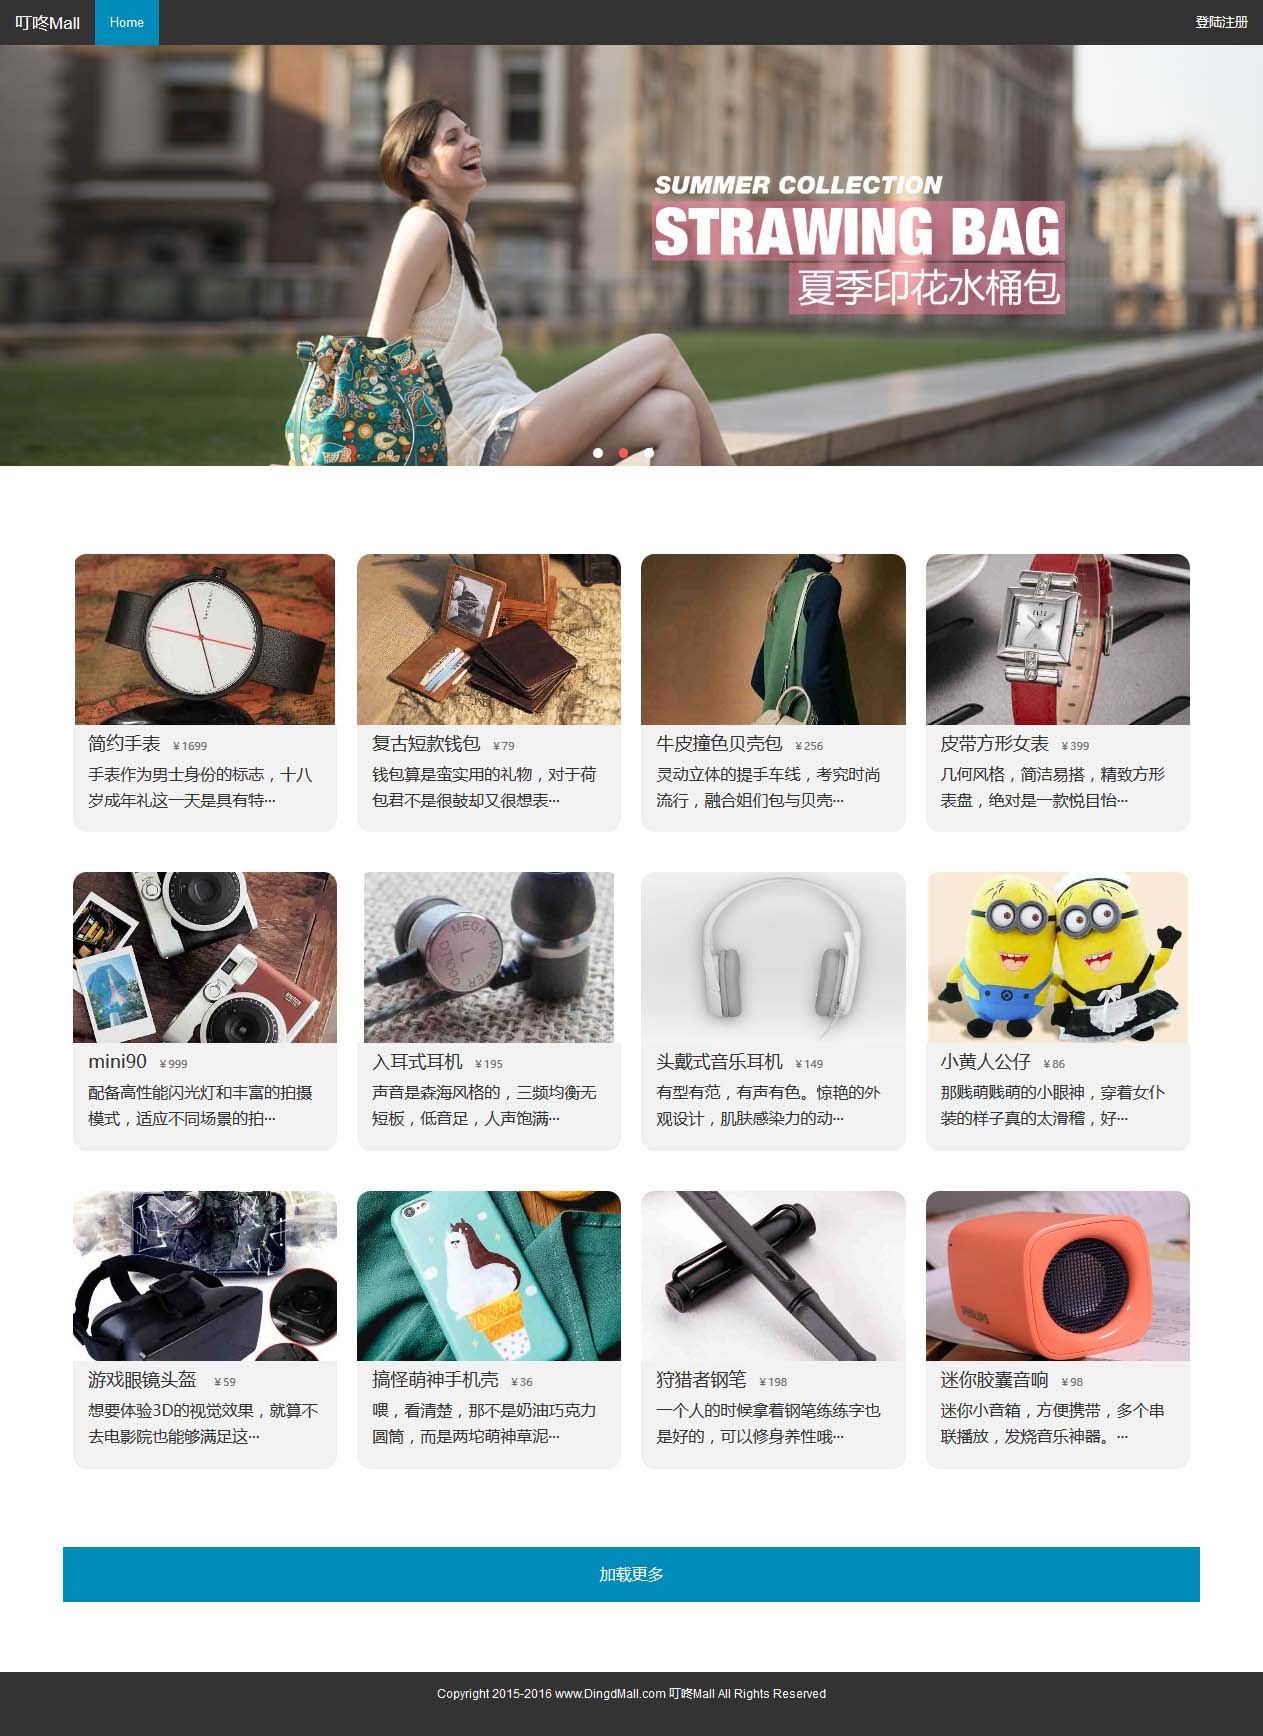 叮咚Mall Home 登陆注册
SUMMER COLLECTION
STRAWING BAG
夏季印花水桶包
简约手表 ￥1699
手表作为男士身份的标志，十八
岁成年礼这一天是具有特···
复古短款钱包 ￥79
钱包算是蛮实用的礼物，对于荷
包君不是很鼓却又很想表···
牛皮撞色贝壳包 ￥256
灵动立体的提手车线，考究时尚
流行，融合姐们包与贝壳···
皮带方形女表 ￥399
几何风格，简洁易搭，精致方形
表盘，绝对是一款悦目怡···
MEGA
L
mini90 ￥999
配备高性能闪光灯和丰富的拍摄
模式，适应不同场景的拍···
入耳式耳机 ￥195
声音是森海风格的，三频均衡无
短板，低音足，人声饱满···
头戴式音乐耳机 ￥149
有型有范，有声有色。惊艳的外
观设计，肌肤感染力的动···
小黄人公仔 ￥86
那贱萌贱萌的小眼神，穿着女仆
装的样子真的太滑稽，好···
PHILIPS
游戏眼镜头盔 ￥59
想要体验3D的视觉效果，就算不
去电影院也能够满足这···
搞怪萌神手机壳 ￥36
喂，看清楚，那不是奶油巧克力
圆筒，而是两坨萌神草泥···
狩猎者钢笔 ￥198
一个人的时候拿着钢笔练练字也
是好的，可以修身养性哦···
迷你胶囊音响 ￥98
迷你小音箱，方便携带，多个串
联播放，发烧音乐神器。···
加载更多
Copyright 2015-2016 www.DingdMall.com 叮咚Mall All Rights Reserved